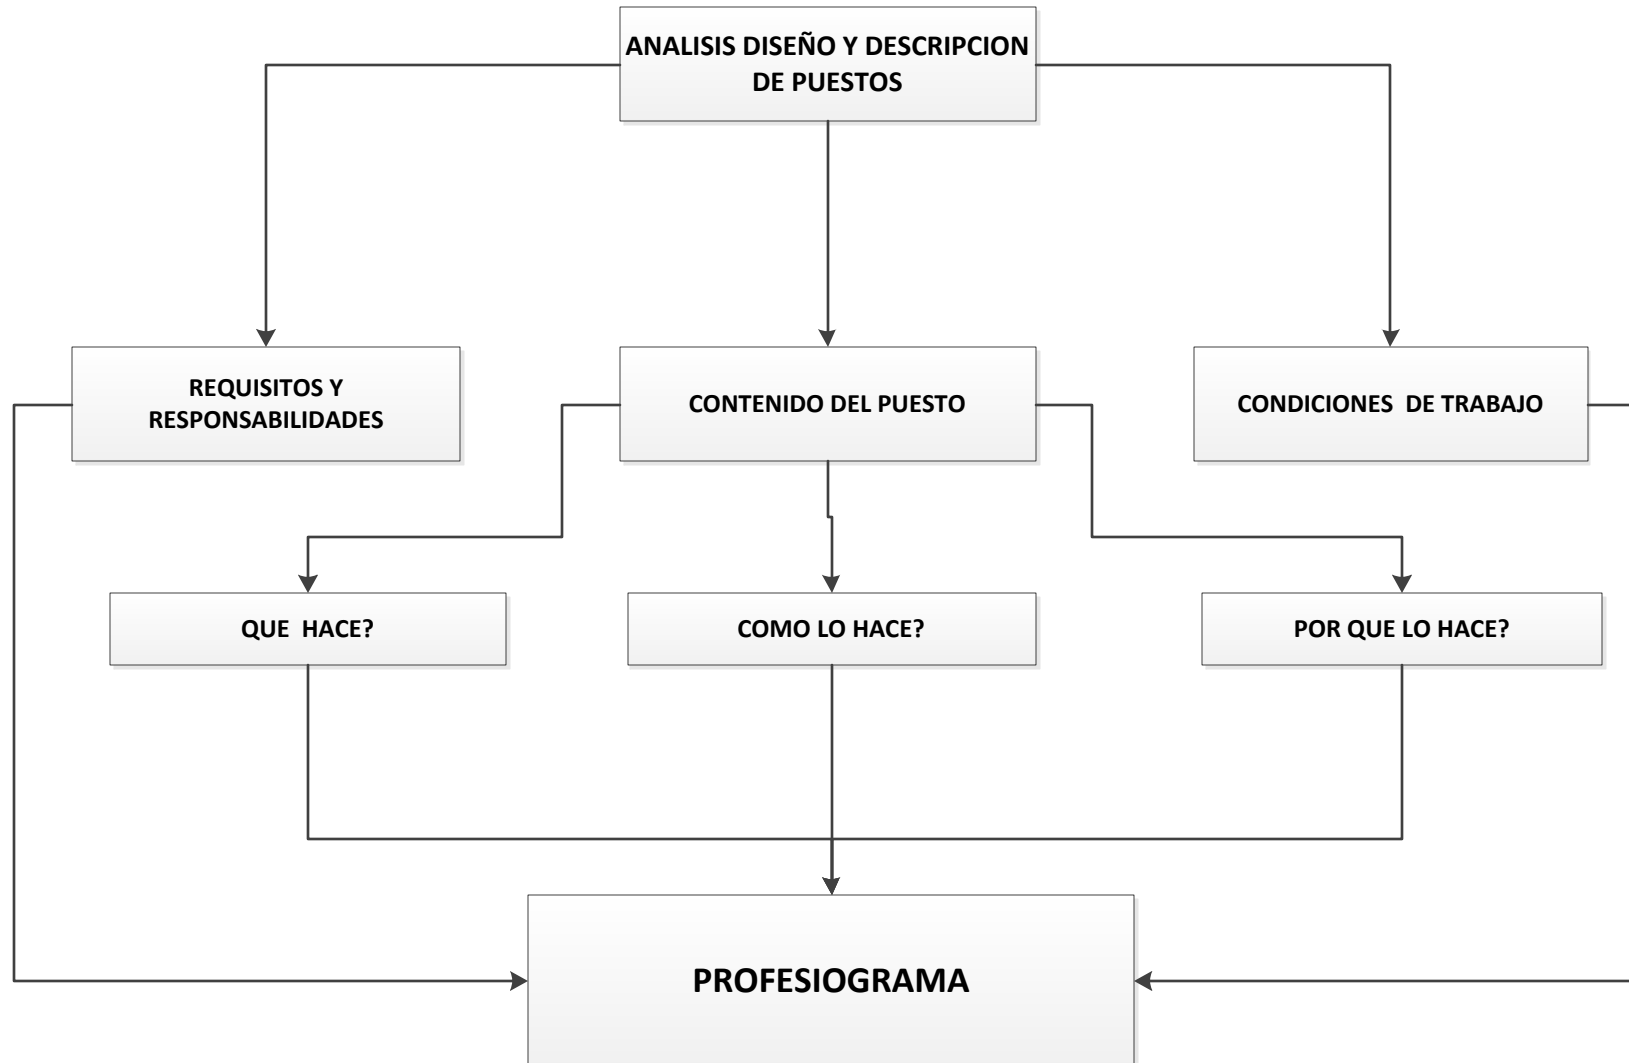 ANALISIS DISEÑO Y DESCRIPCION
DE PUESTOS
REQUISITOS Y
RESPONSABILIDADES
CONTENIDO DEL PUESTO
CONDICIONES DE TRABAJO
QUE HACE?
COMO LO HACE?
POR QUE LO HACE?
PROFESIOGRAMA